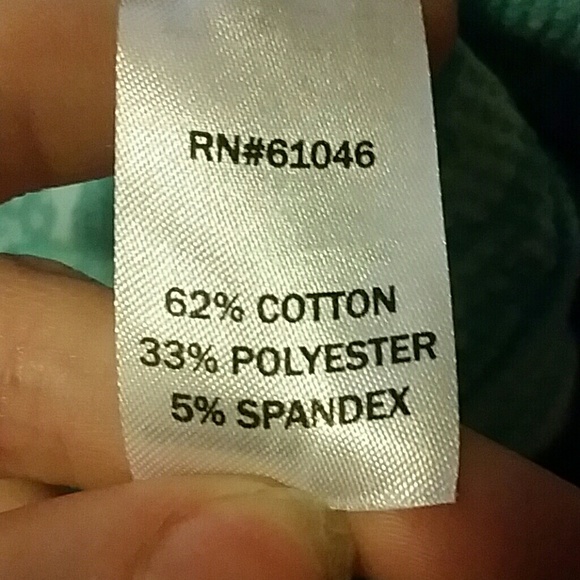 RN#61046
62% COTTON
33% POLYESTER
5% SPANDEX